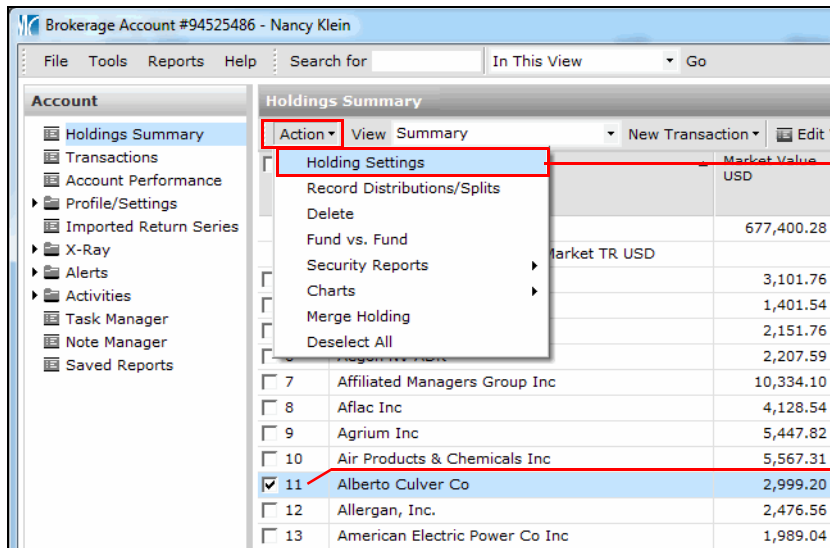 Brokerage Account #94525486 - Nancy Klein
File Tools Reports Help Search for In This View Go
Account
Holdings Summary
Transactions
Account Performance
Profile/Settings
Imported Return Series
X-Ray
Alerts
Activities
Task Manager
Note Manager
Saved Reports
Holdings Summary
Action View Summary New Transaction Edit
Holding Settings
Record Distributions/Splits
Delete
Fund vs. Fund
Security Reports
Charts
Merge Holding
Deselect All
Market Value
USD
677,400.28
Market TR USD
3,101.76
1,401.54
2,151.76
6 Aegon NV ADR 2,207.59
7 Affiliated Managers Group Inc 10,334.10
8 Aflac Inc 4,128.54
9 Agrium Inc 5,447.82
10 Air Products & Chemicals Inc 5,567.31
11 Alberto Culver Co 2,999.20
12 Allergan, Inc. 2,476.56
13 American Electric Power Co Inc 1,989.04